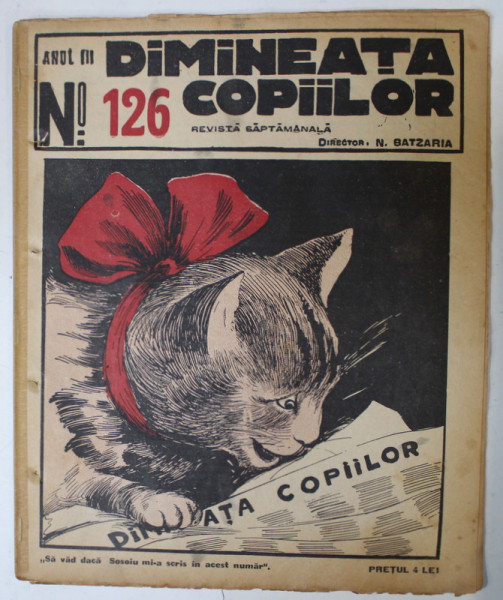 ANUL III
DiMiNEAȚA
COPiiLOR
No. 126
REVISTĂ SĂPTĂMÂNALĂ
DIRECTOR, N. BATZARIA
DIMINEAȚA COPiiLOR
„Să văd dacă Sosoiu mi-a scris în acest număr".
PREȚUL 4 LEI